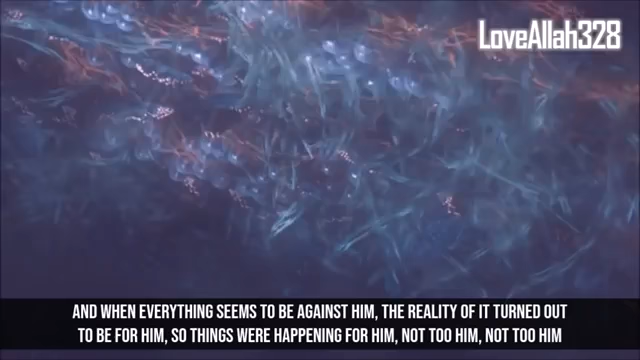 LoveAllah328
AND WHEN EVERYTHING SEEMS TO BE AGAINST HIM, THE REALITY OF IT TURNED OUT
TO BE FOR HIM, SO THINGS WERE HAPPENING FOR HIM, NOT TOO HIM, NOT TOO HIM